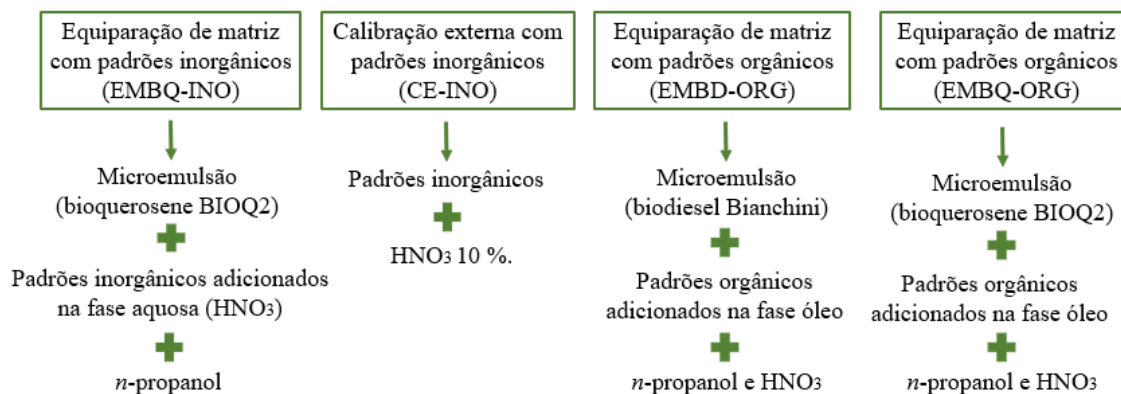 Equiparação de matriz
com padrões inorgânicos
(EMBQ-INO)
Microemulsão
(bioquerosene BIOQ2)
Padrões inorgânicos adicionados
na fase aquosa (HNO₃)
n-propanol
Calibração externa com
padrões inorgânicos
(CE-INO)
Padrões inorgânicos
HNO₃ 10 %.
Equiparação de matriz
com padrões orgânicos
(EMBD-ORG)
Microemulsão
(biodiesel Bianchini)
Padrões orgânicos
adicionados na fase óleo
n-propanol e HNO₃
Equiparação de matriz
com padrões orgânicos
(EMBQ-ORG)
Microemulsão
(bioquerosene BIOQ2)
Padrões orgânicos
adicionados na fase óleo
n-propanol e HNO₃